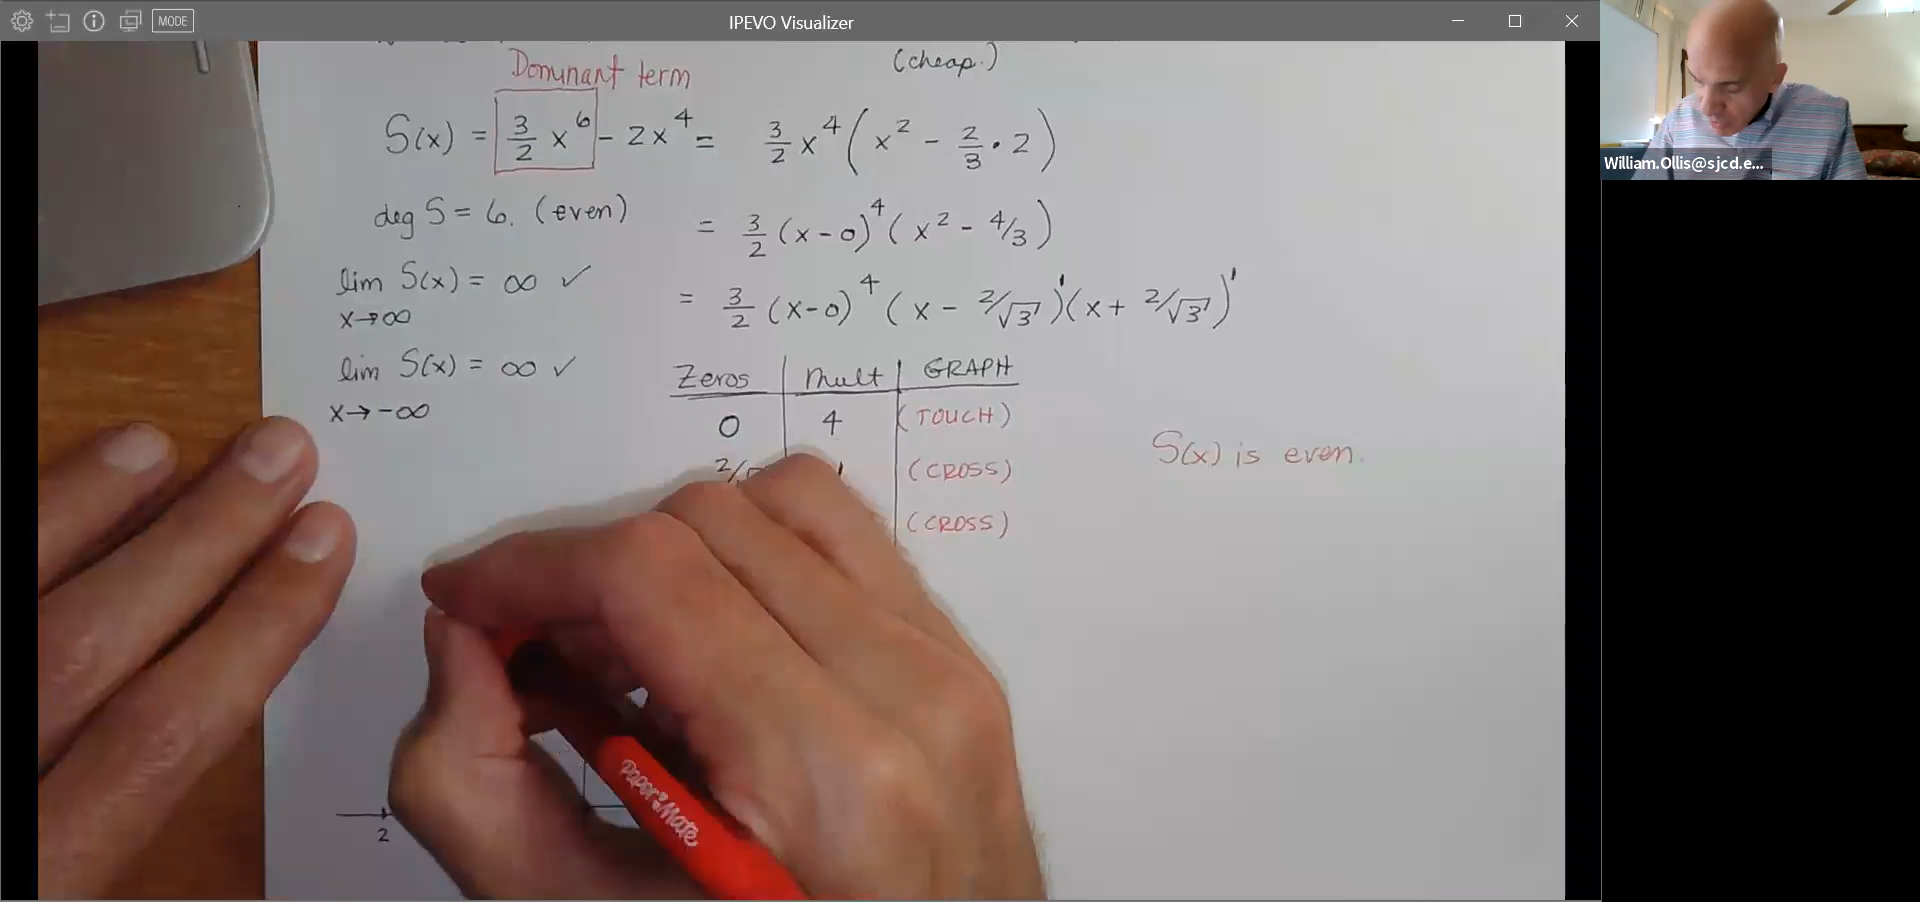 MODE
IPEVO Visualizer
William.Ollis@sjcd.e...
Domunant term
(cheap.)
S(x) = 3/2 x^6 - 2x^4 = 3/2 x^4 (x^2 - 2/3 • 2)
deg S = 6. (even)
= 3/2 (x-0)^4 (x^2 - 4/3)
lim S(x) = ∞ ✓
x→∞
= 3/2 (x-0)^4 (x - 2/√3)^1 (x + 2/√3)^1
lim S(x) = ∞ ✓
x→-∞
Zeros Mult GRAPH
0 4 (TOUCH)
(CROSS)
(CROSS)
S(x) is even.
Paper:Mate
2